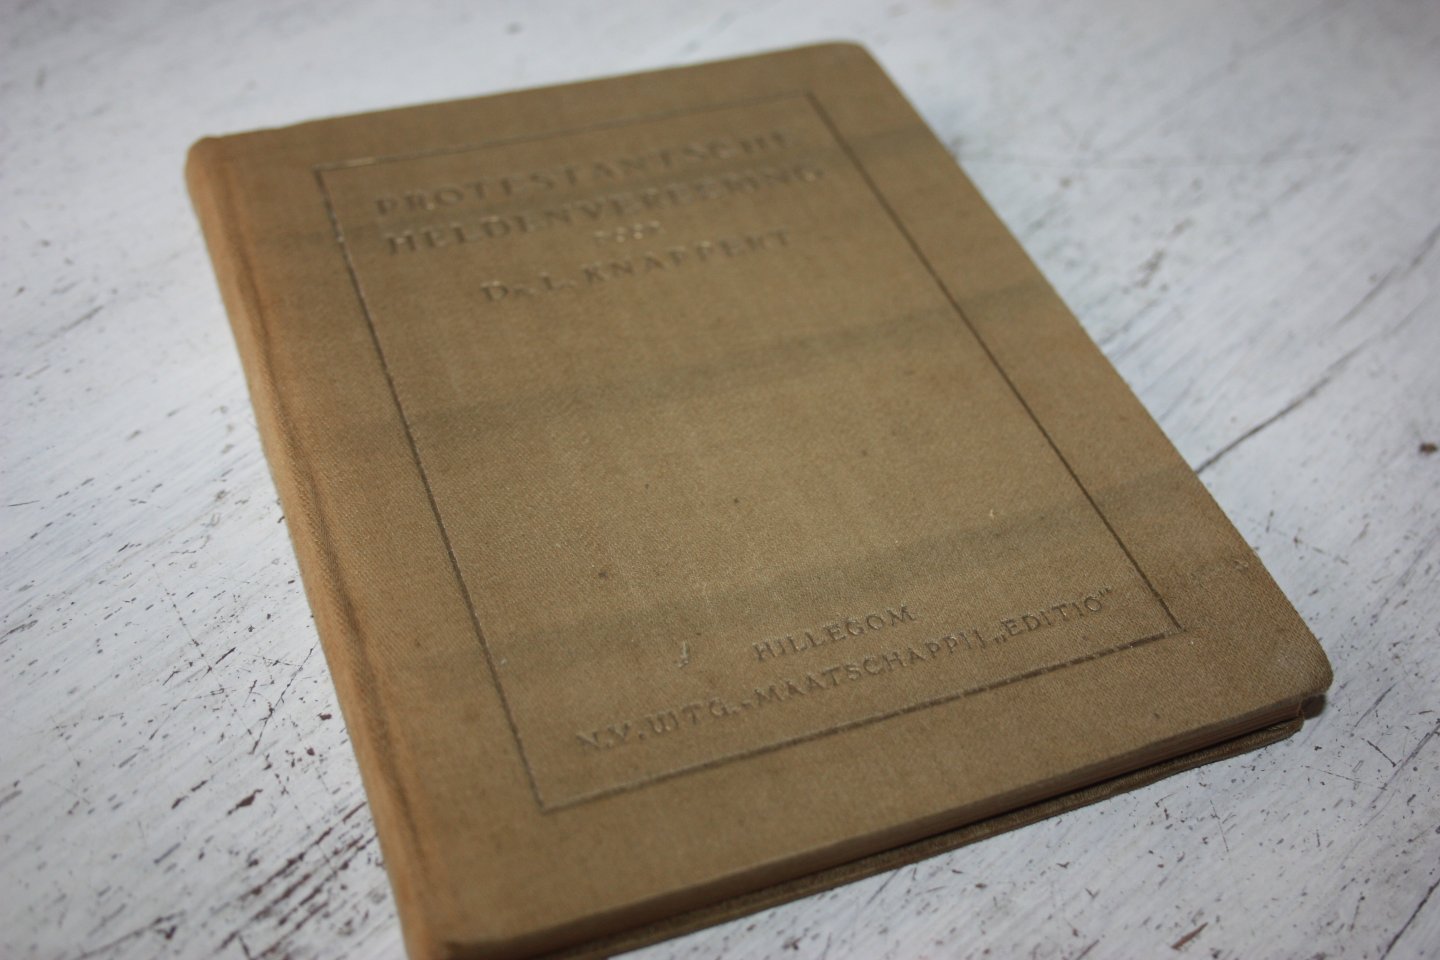 PROTESTANTSCHE
HELDENVEREERING
DOOR
Dr. L. KNAPPERT
HILLEGOM
N.V. UITG.-MAATSCHAPPIJ „EDITIO”